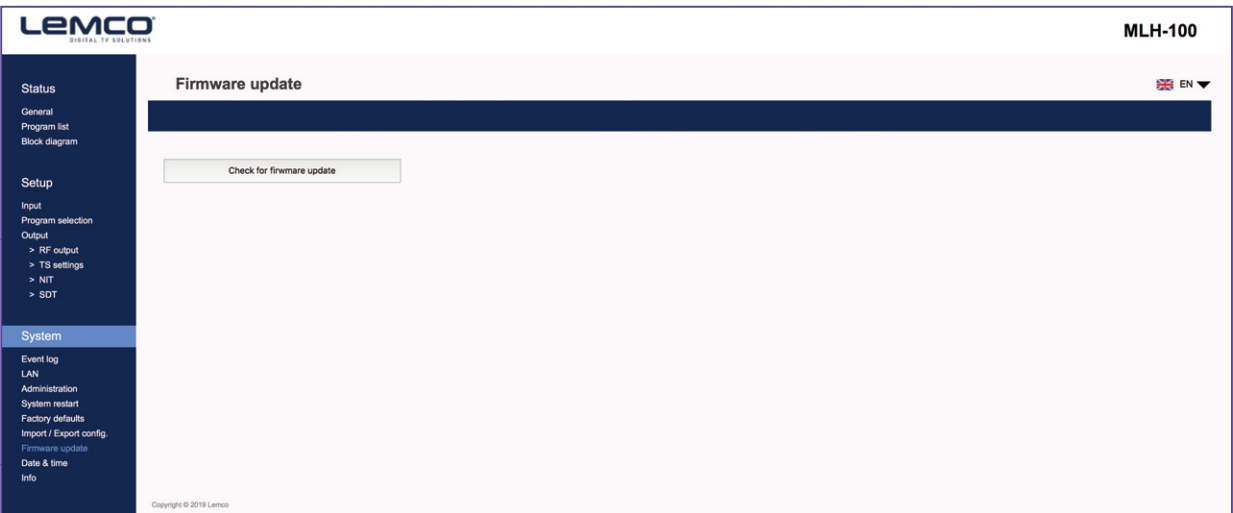 Lemco
DIGITAL TV SOLUTIONS
MLH-100
Status
General
Program list
Block diagram
Setup
Input
Program selection
Output
> RF output
> TS settings
> NIT
> SDT
System
Event log
LAN
Administration
System restart
Factory defaults
Import / Export config.
Firmware update
Date & time
Info
Firmware update
EN
Check for firwmare update
Copyright © 2019 Lemco